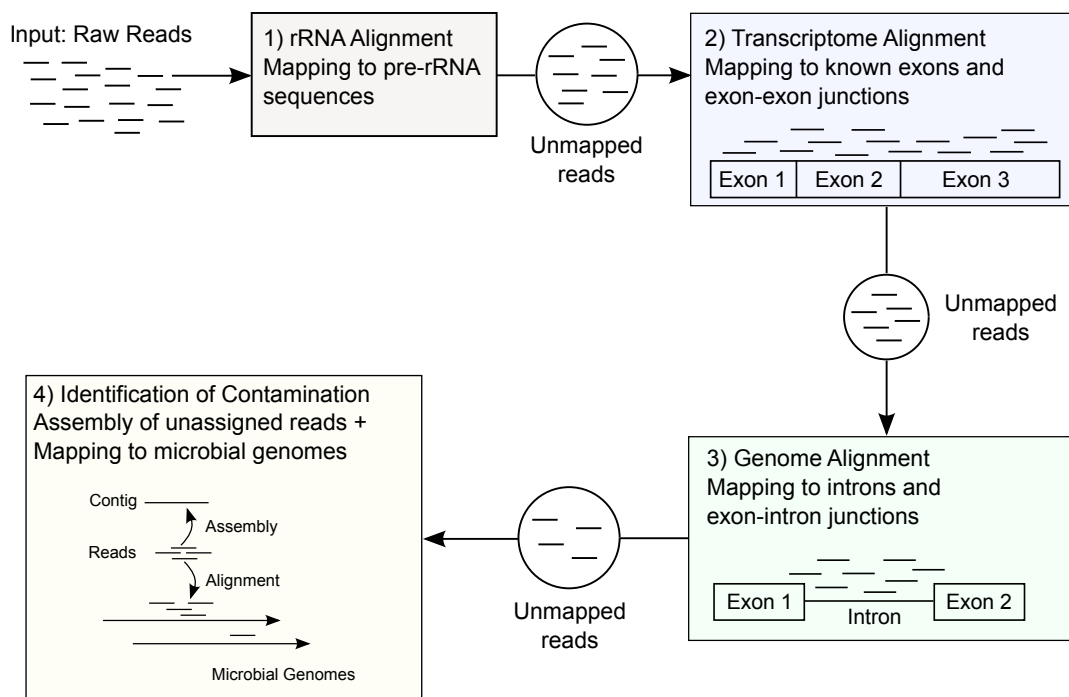 Input: Raw Reads
1) rRNA Alignment
Mapping to pre-rRNA
sequences
Unmapped
reads
2) Transcriptome Alignment
Mapping to known exons and
exon-exon junctions
Exon 1
Exon 2
Exon 3
Unmapped
reads
3) Genome Alignment
Mapping to introns and
exon-intron junctions
Exon 1
Intron
Exon 2
Unmapped
reads
4) Identification of Contamination
Assembly of unassigned reads +
Mapping to microbial genomes
Contig
Assembly
Reads
Alignment
Microbial Genomes